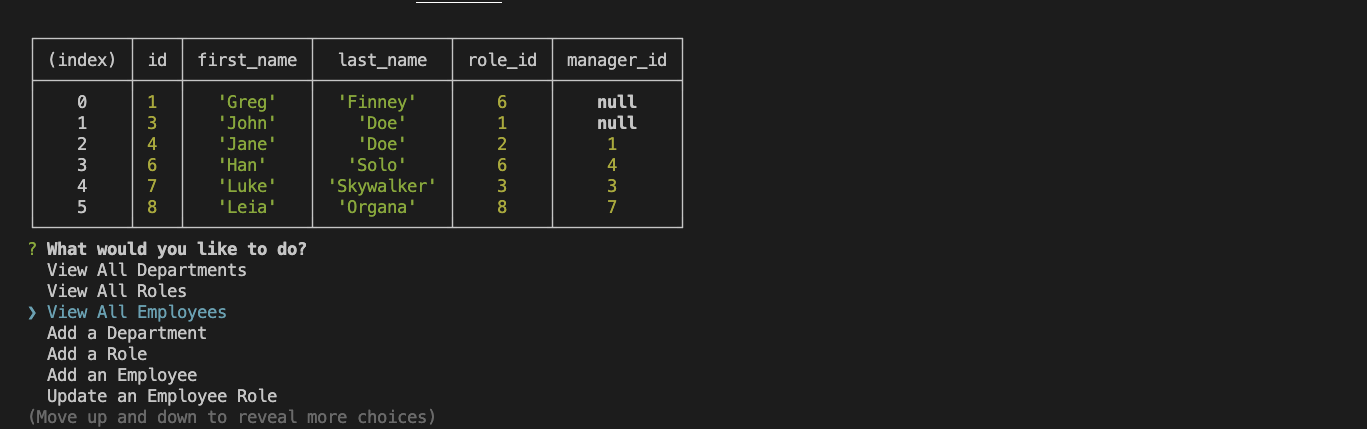 (index) id first_name last_name role_id manager_id
0 1 'Greg' 'Finney' 6 null
1 3 'John' 'Doe' 1 null
2 4 'Jane' 'Doe' 2 1
3 6 'Han' 'Solo' 6 4
4 7 'Luke' 'Skywalker' 3 3
5 8 'Leia' 'Organa' 8 7
? What would you like to do?
View All Departments
View All Roles
❯ View All Employees
Add a Department
Add a Role
Add an Employee
Update an Employee Role
(Move up and down to reveal more choices)